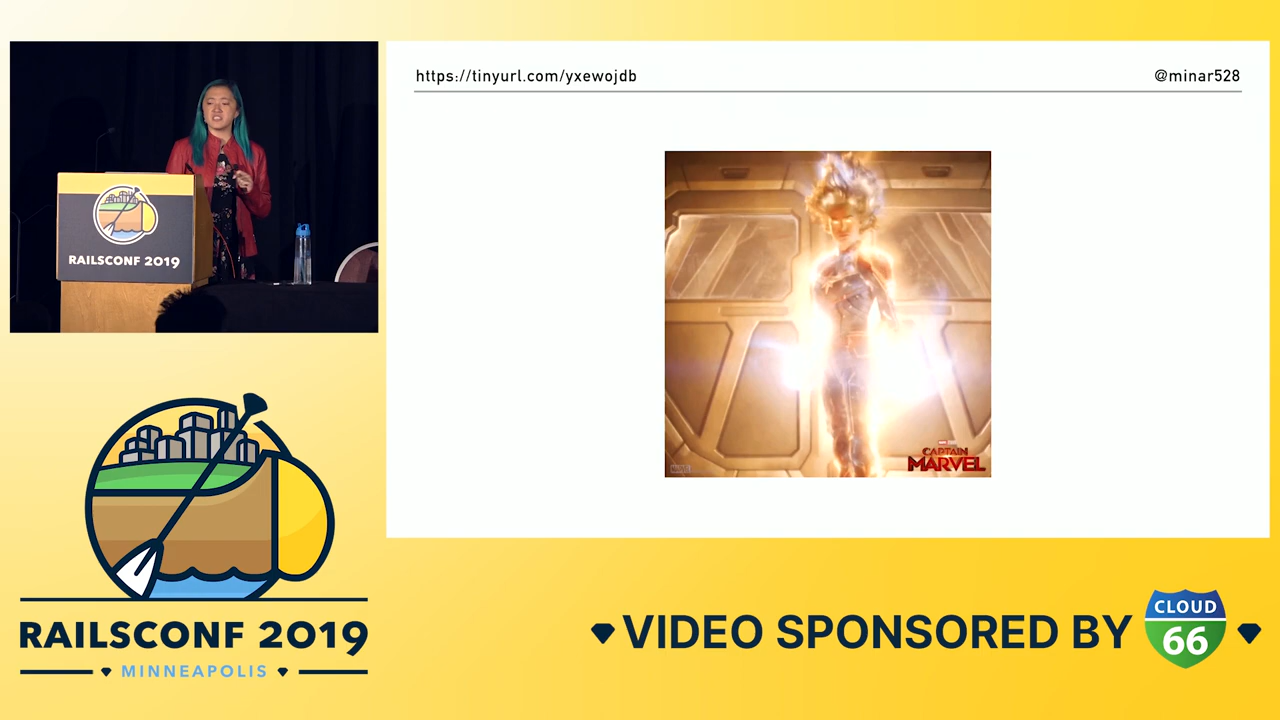 https://tinyurl.com/yxewojdb
@minar528
RAILSCONF 2019
CAPTAIN
MARVEL
RAILSCONF 2019
MINNEAPOLIS
VIDEO SPONSORED BY
CLOUD
66